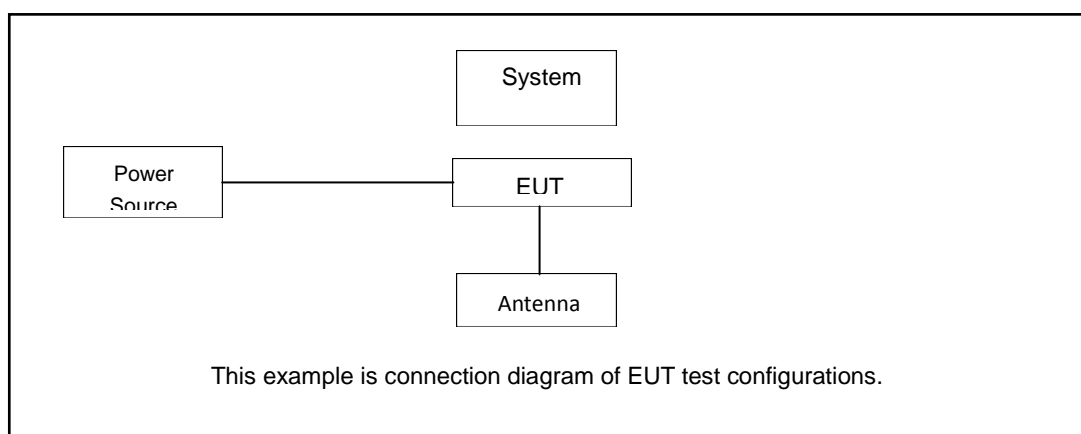 System
Power
Source
EUT
Antenna
This example is connection diagram of EUT test configurations.